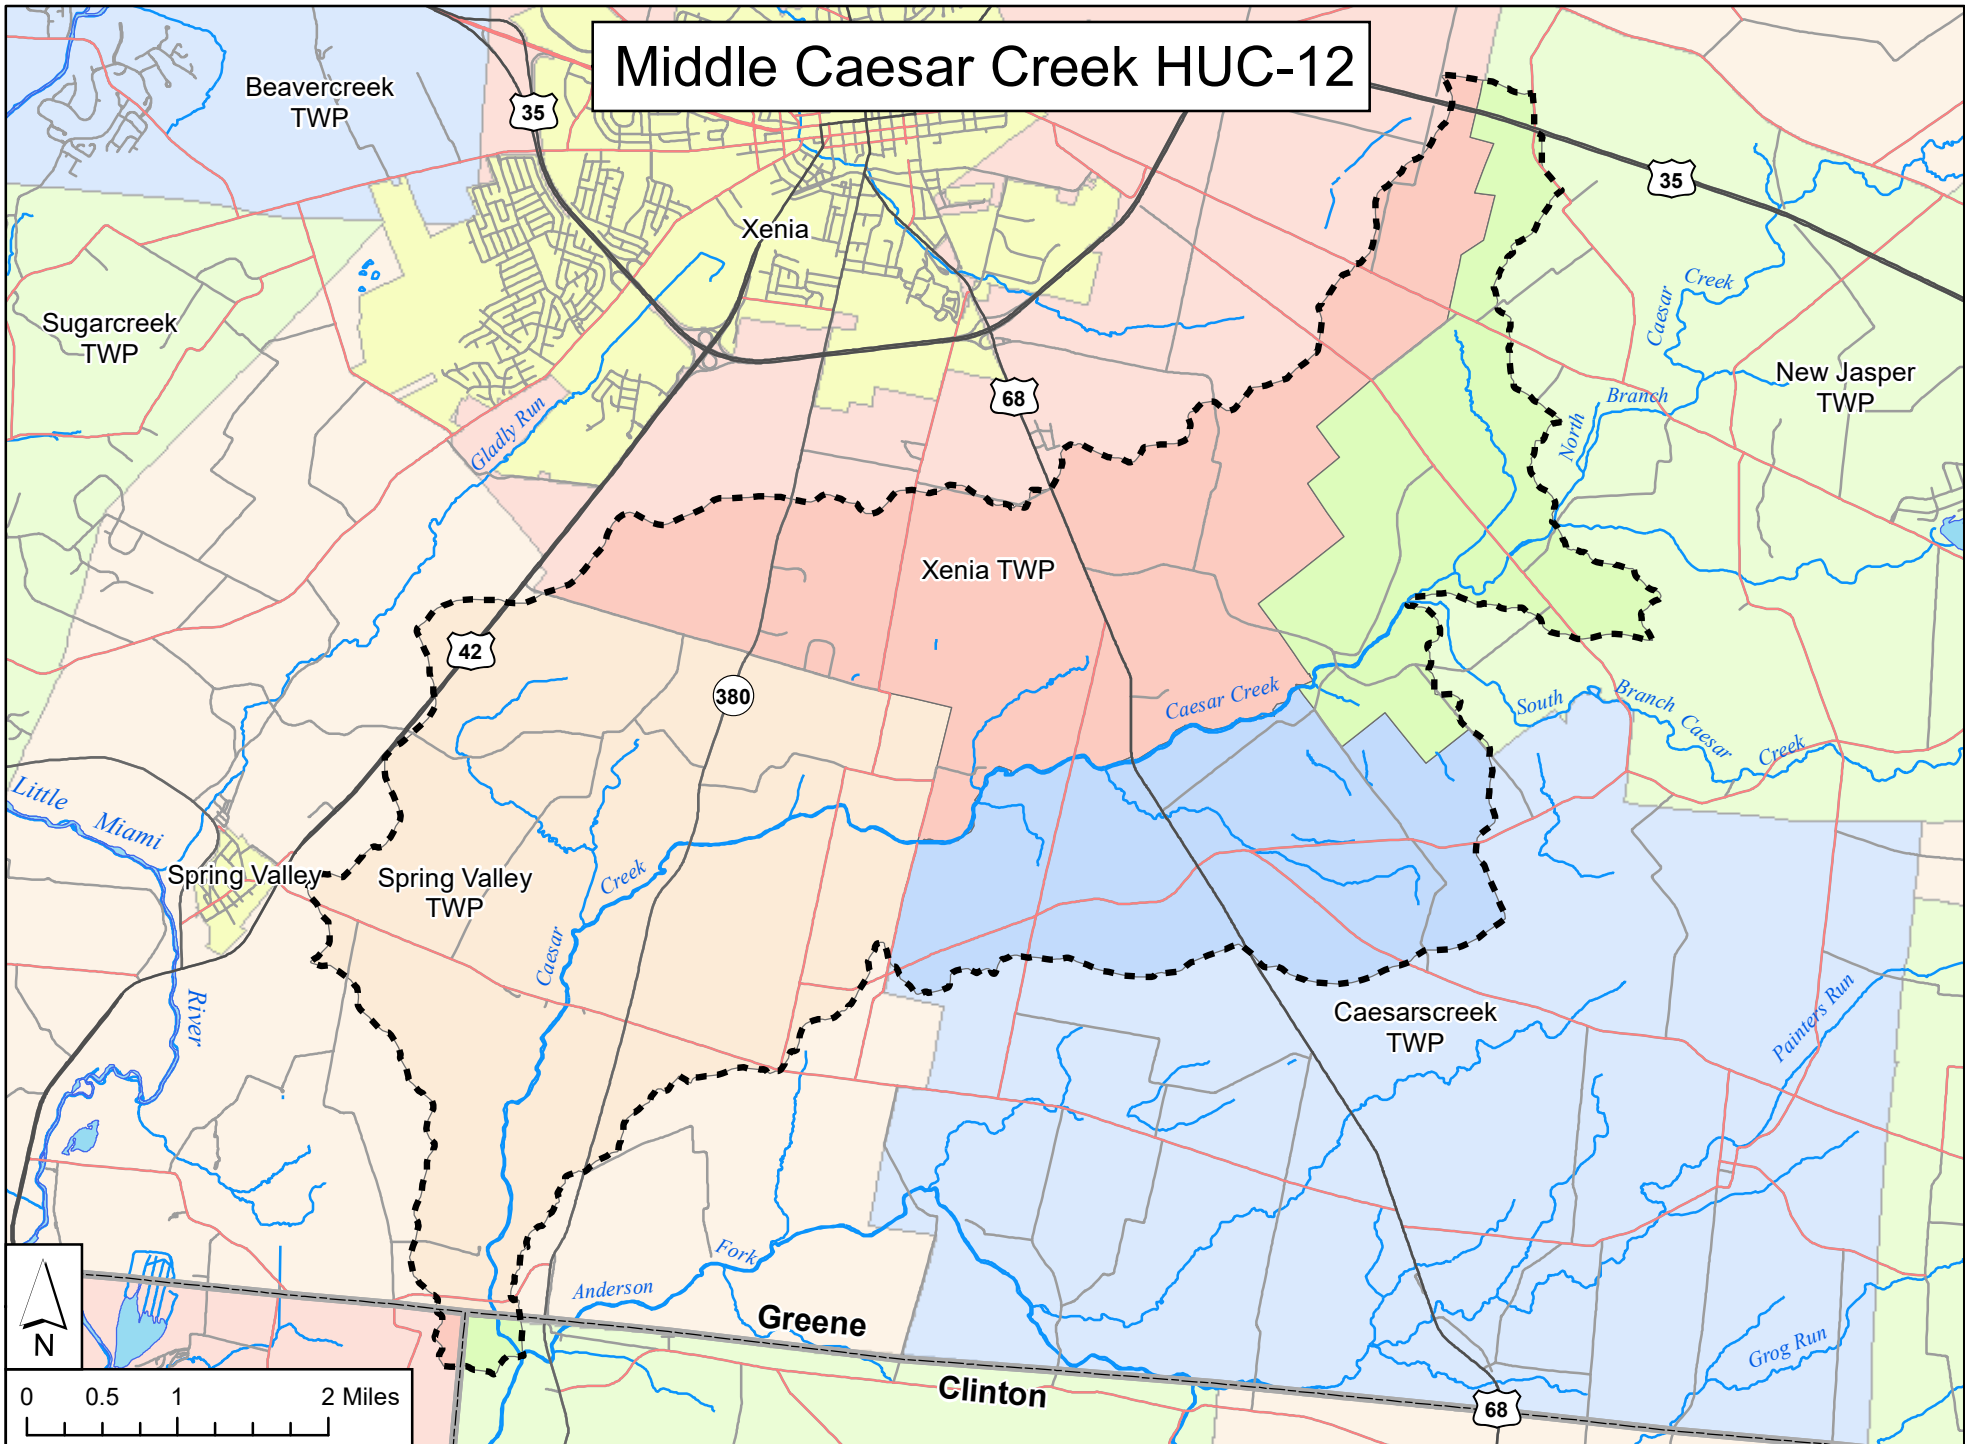 Middle Caesar Creek HUC-12
Beavercreek
TWP
35
35
Xenia
Creek
Caesar
Sugarcreek
TWP
New Jasper
TWP
68
Branch
North
Gladly Run
Xenia TWP
42
380
Caesar Creek
South
Branch
Caesar
Creek
Little
Miami
Spring Valley
Spring Valley
TWP
Creek
Caesar
River
Caesarscreek
TWP
Painters Run
Fork
Anderson
Greene
Clinton
Grog Run
68
N
0 0.5 1 2 Miles